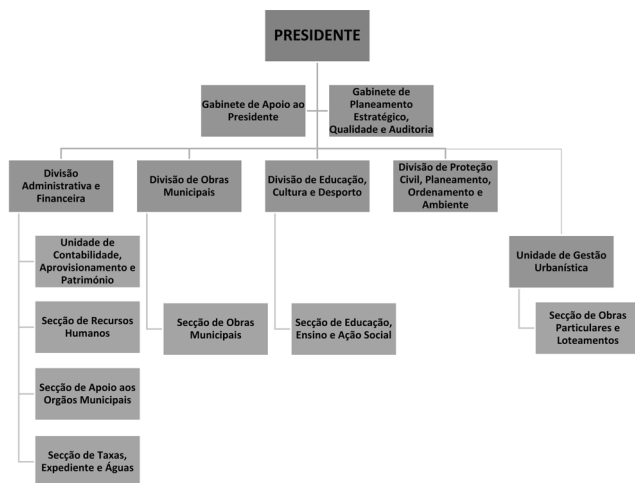 PRESIDENTE
Gabinete de Apoio ao
Presidente
Gabinete de
Planeamento
Estratégico,
Qualidade e Auditoria
Divisão
Administrativa e
Financeira
Divisão de Obras
Municipais
Divisão de Educação,
Cultura e Desporto
Divisão de Proteção
Civil, Planeamento,
Ordenamento e
Ambiente
Unidade de
Contabilidade,
Aprovisionamento e
Património
Unidade de Gestão
Urbanística
Secção de Recursos
Humanos
Secção de Obras
Municipais
Secção de Educação,
Ensino e Ação Social
Secção de Obras
Particulares e
Loteamentos
Secção de Apoio aos
Orgãos Municipais
Secção de Taxas,
Expediente e Águas